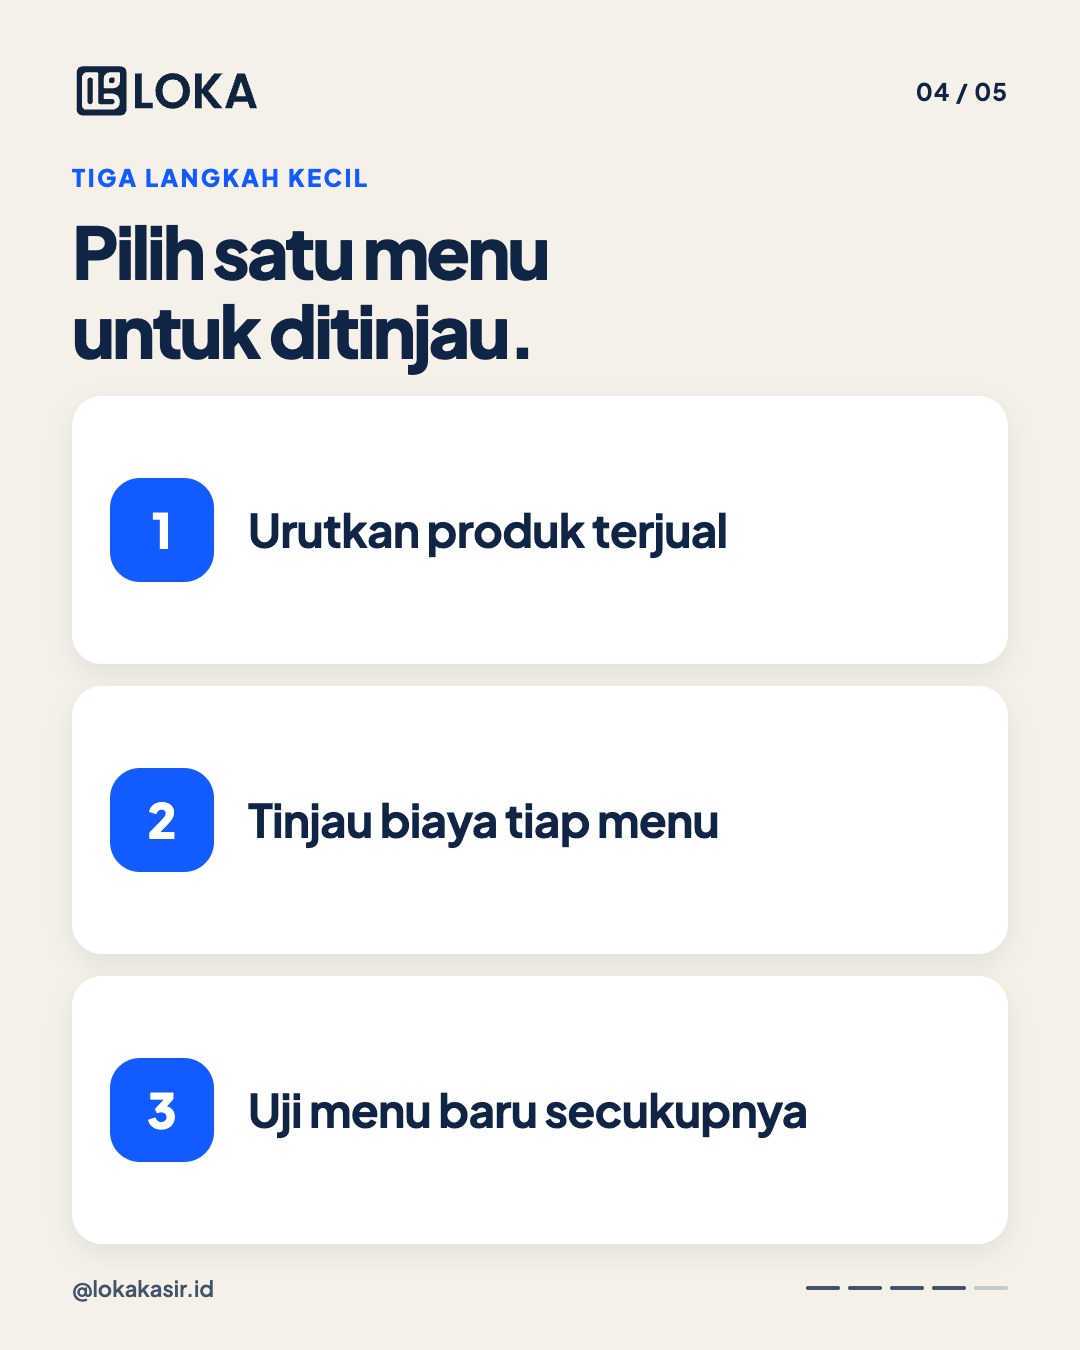 LOKA
04 / 05
TIGA LANGKAH KECIL
Pilih satu menu
untuk ditinjau.
1 Urutkan produk terjual
2 Tinjau biaya tiap menu
3 Uji menu baru secukupnya
@lokakasir.id